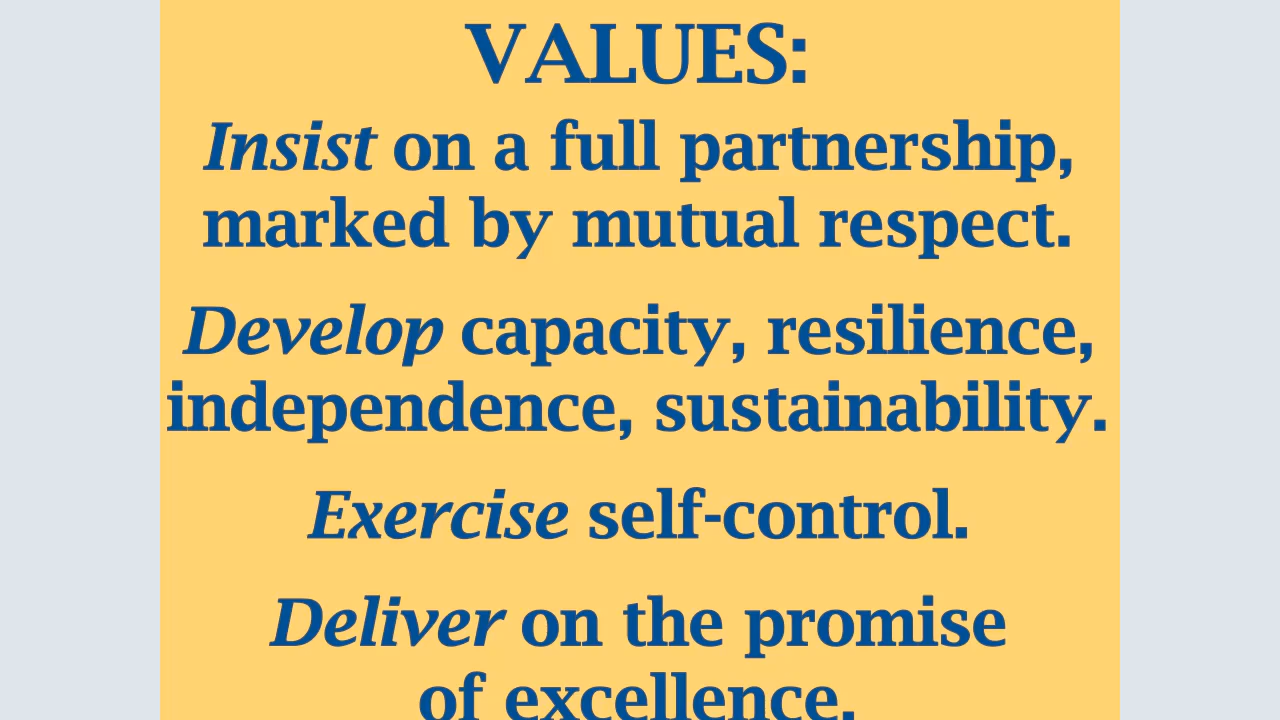 VALUES:
Insist on a full partnership,
marked by mutual respect.
Develop capacity, resilience,
independence, sustainability.
Exercise self-control.
Deliver on the promise
of excellence.